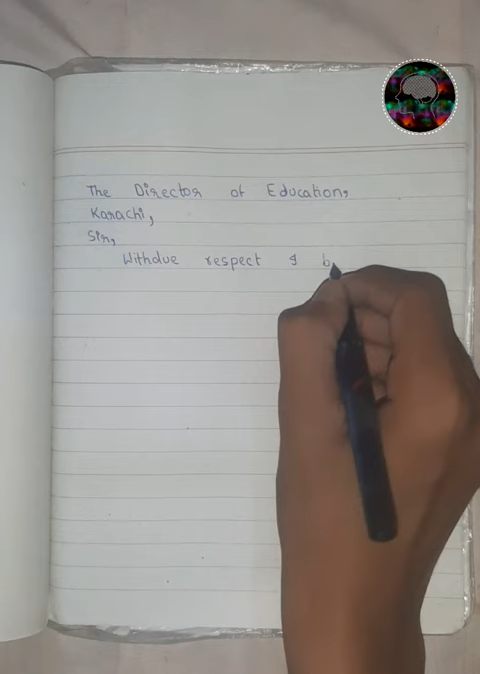 The Director of Education,
Karachi,
Sir,
Withdue respect I b